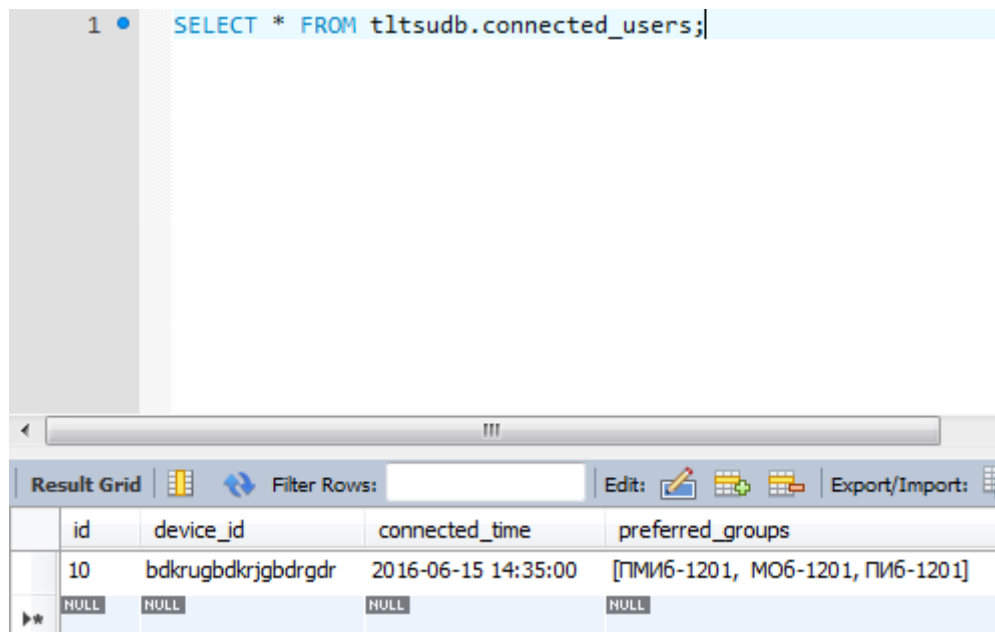 1 SELECT * FROM tltsudb.connected_users;
Result Grid Filter Rows: Edit: Export/Import:
id device_id connected_time preferred_groups
10 bdkrugbdkrjgbdrgdr 2016-06-15 14:35:00 [ПМИб-1201, МОб-1201, ПИб-1201]
NULL NULL NULL NULL